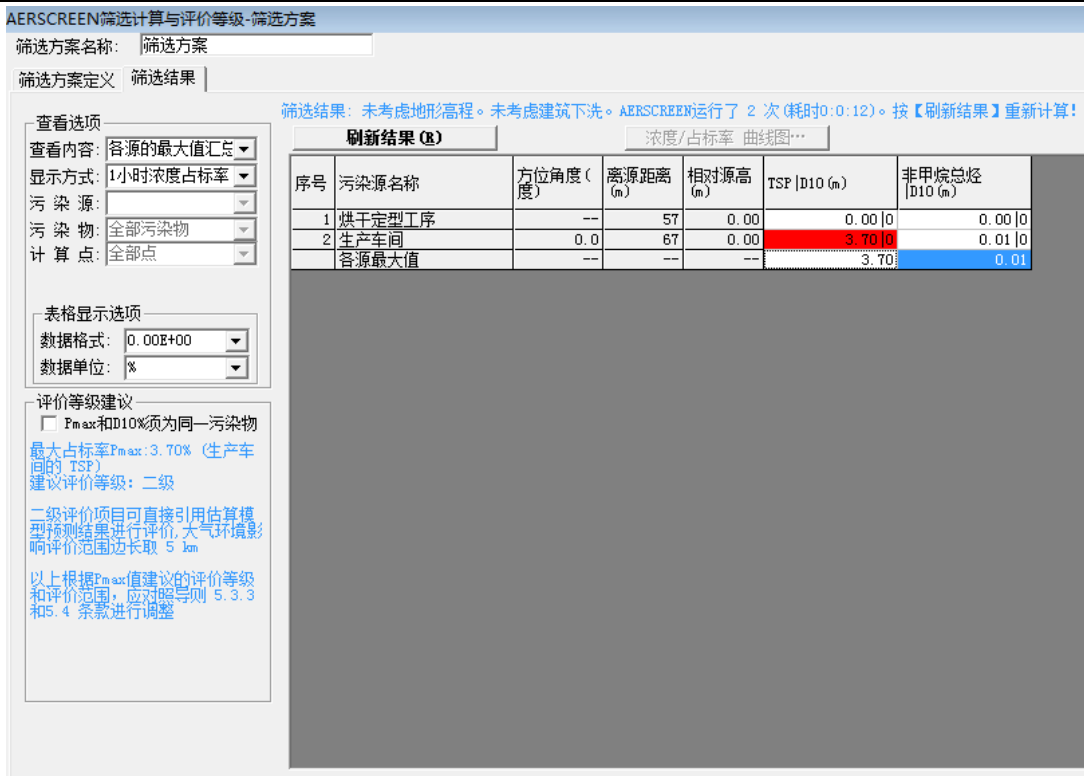 AERSCREEN筛选计算与评价等级-筛选方案
筛选方案名称: 筛选方案
筛选方案定义 筛选结果
筛选结果: 未考虑地形高程。未考虑建筑下洗。AERSCREEN运行了 2 次(耗时0:0:12)。按【刷新结果】重新计算!
刷新结果(R) 浓度/占标率 曲线图…
查看选项
查看内容: 各源的最大值汇总
显示方式: 1小时浓度占标率
污 染 源:
污 染 物: 全部污染物
计 算 点: 全部点
表格显示选项
数据格式: 0.00E+00
数据单位: %
评价等级建议
Pmax和D10%须为同一污染物
最大占标率Pmax:3.70% (生产车
间的 TSP)
建议评价等级: 二级
二级评价项目可直接引用估算模
型预测结果进行评价,大气环境影
响评价范围边长取 5 km
以上根据Pmax值建议的评价等级
和评价范围,应对照导则 5.3.3
和5.4 条款进行调整
序号 污染源名称 方位角度(度) 离源距离(m) 相对源高(m) TSP|D10(m) 非甲烷总烃|D10(m)
1 烘干定型工序 -- 57 0.00 0.00|0 0.00|0
2 生产车间 0.0 67 0.00 3.70|0 0.01|0
各源最大值 -- -- -- 3.70 0.01